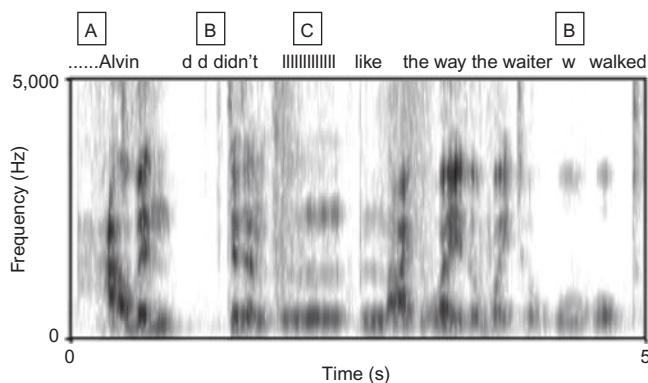 A B C B
......Alvin d d didn't lllllllllllll like the way the waiter w walked
5,000
Frequency (Hz)
0
0 5
Time (s)